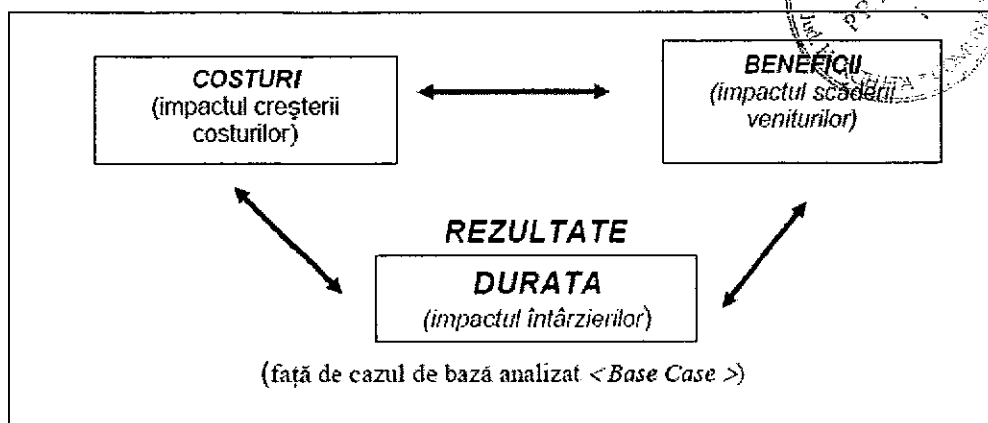 COSTURI
(impactul creşterii
costurilor)
BENEFICII
(impactul scăderii
veniturilor)
REZULTATE
DURATA
(impactul întârzierilor)
(faţă de cazul de bază analizat <Base Case >)